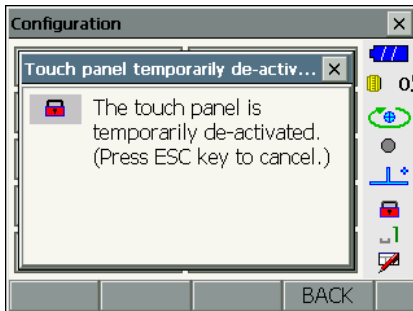 Configuration
Touch panel temporarily de-activ...
The touch panel is
temporarily de-activated.
(Press ESC key to cancel.)
BACK